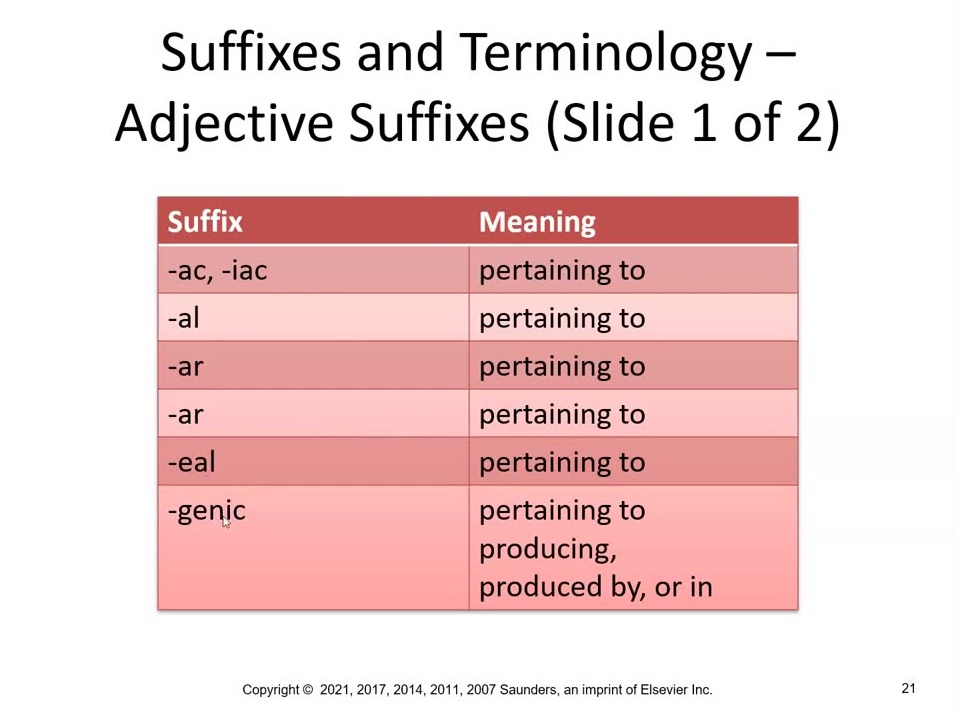 Suffixes and Terminology –
Adjective Suffixes (Slide 1 of 2)
Suffix Meaning
-ac, -iac pertaining to
-al pertaining to
-ar pertaining to
-ar pertaining to
-eal pertaining to
-genic pertaining to
producing,
produced by, or in
Copyright © 2021, 2017, 2014, 2011, 2007 Saunders, an imprint of Elsevier Inc. 21